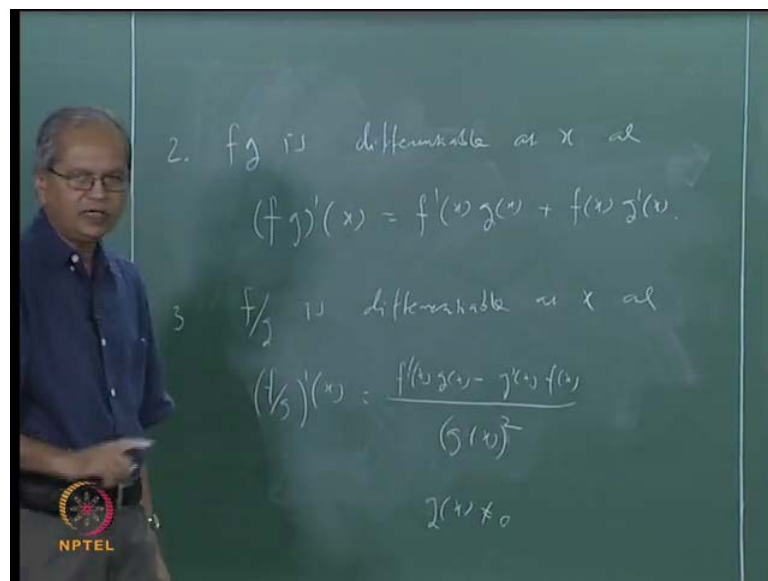 2. fg is differentiable at x and
(fg)'(x) = f'(x) g(x) + f(x) g'(x).
3 f/g is differentiable at x and
(f/g)'(x) = f'(x) g(x) - g'(x) f(x) / (g(x))²
g(x) ≠ 0
NPTEL